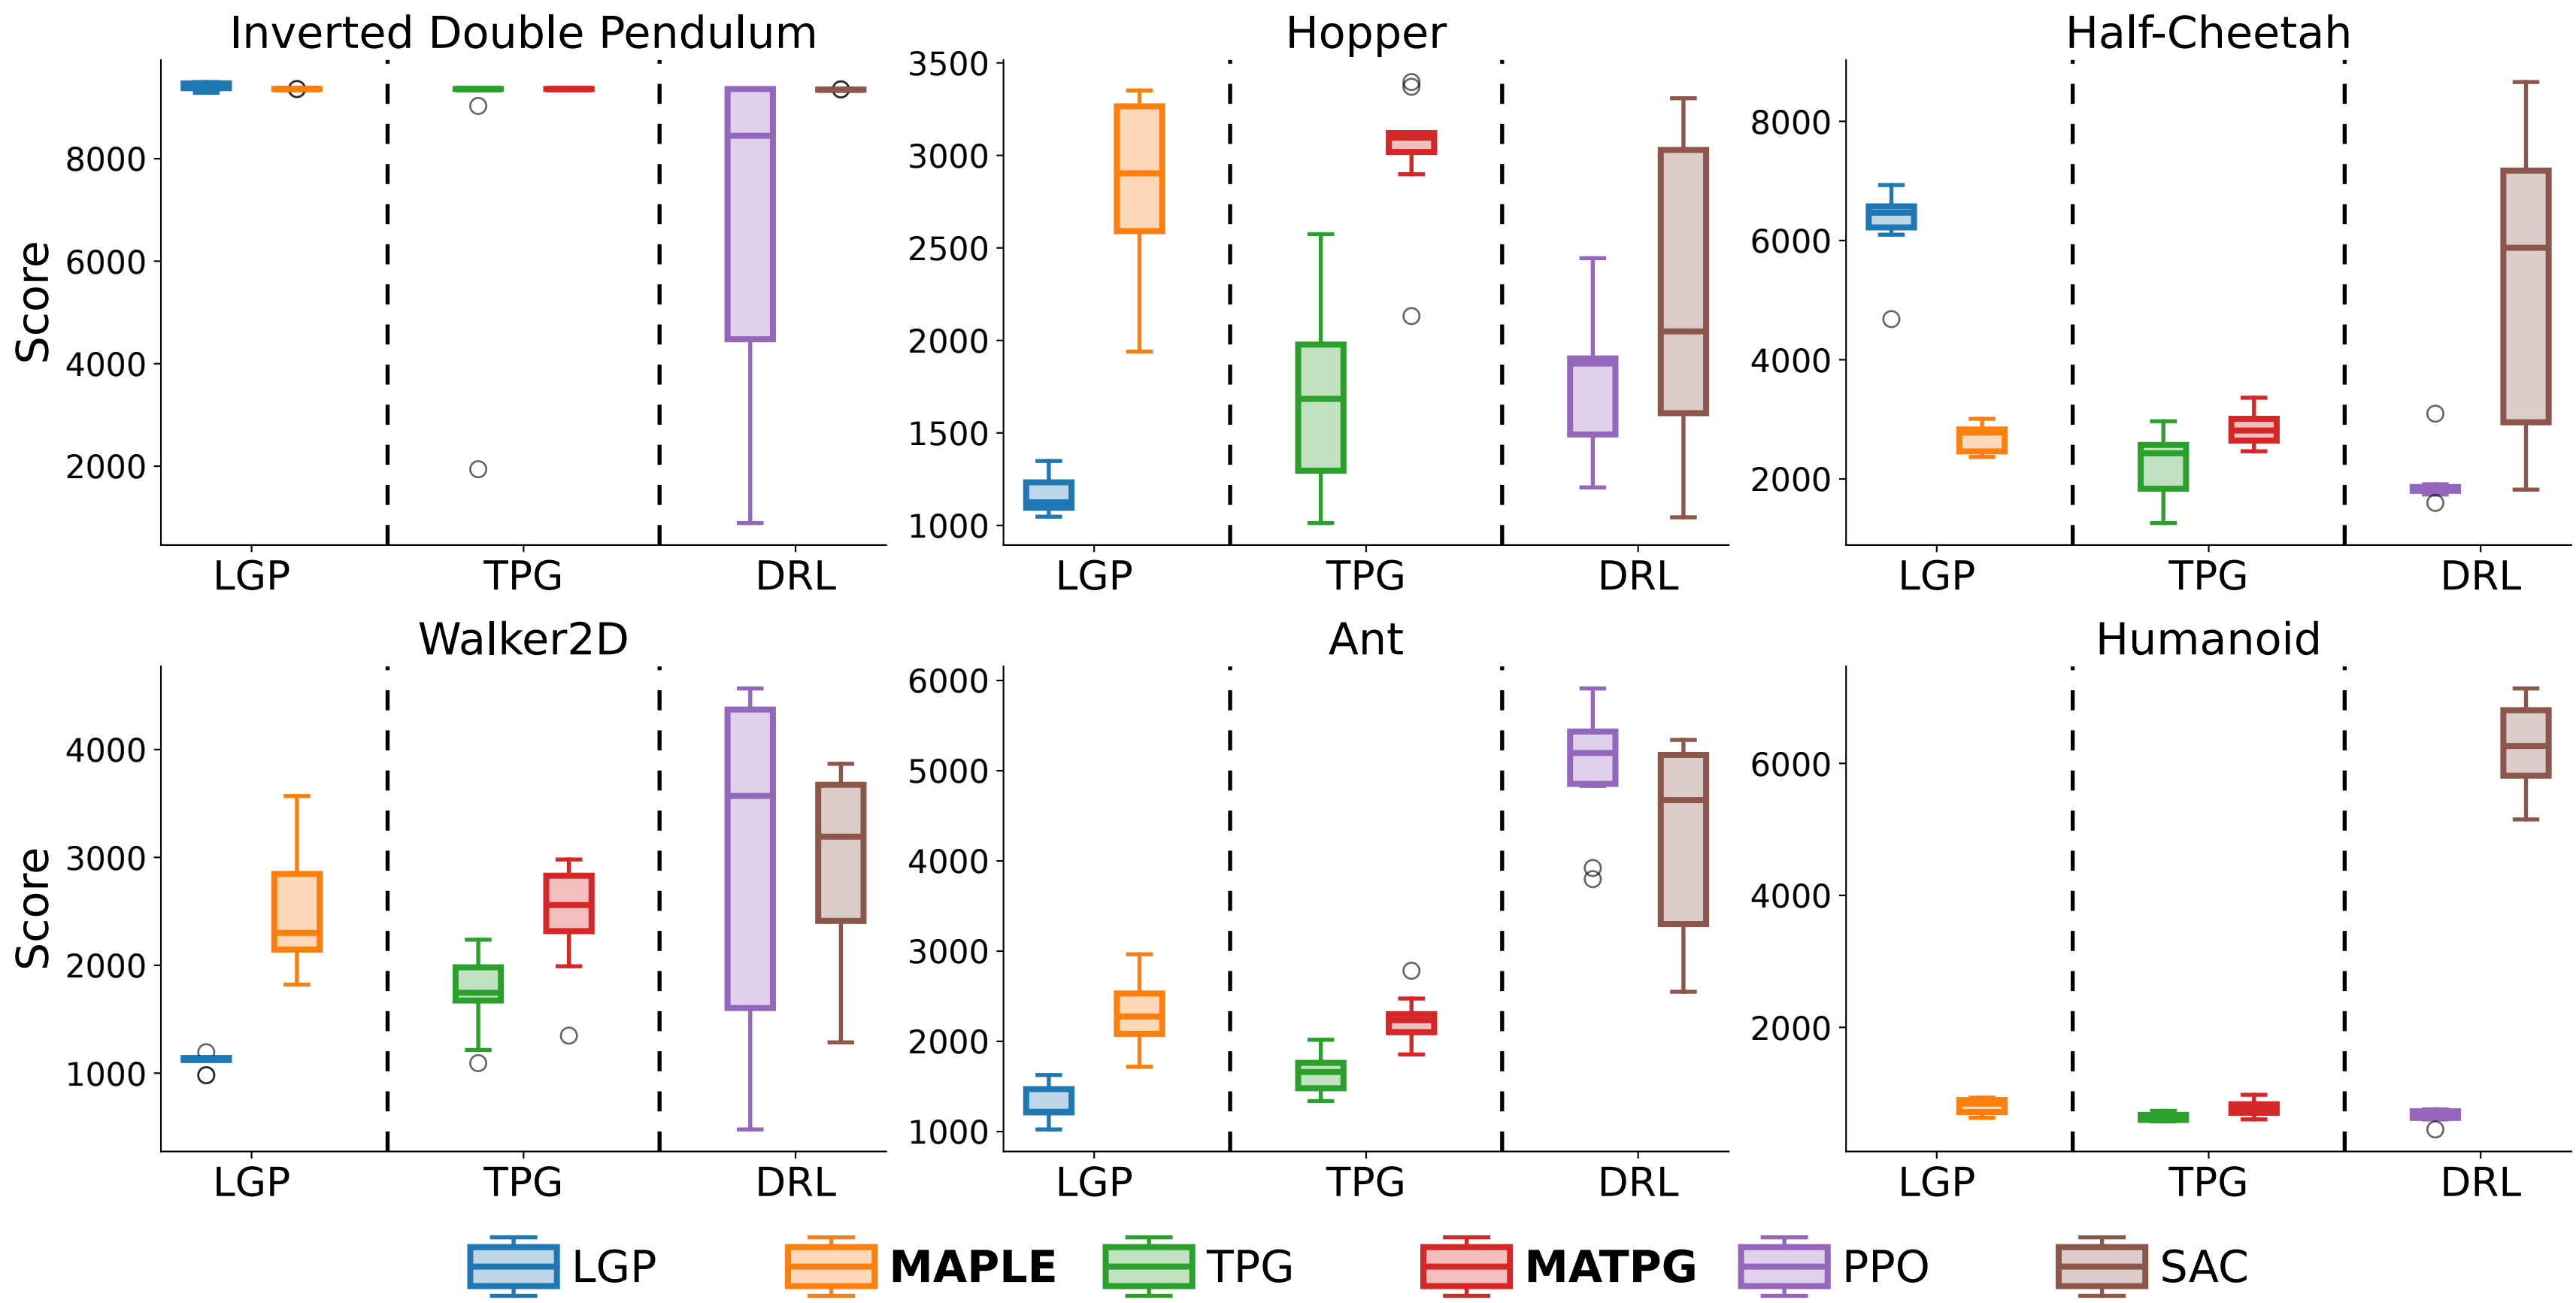 Inverted Double Pendulum
Score
8000
6000
4000
2000
LGP TPG DRL
Hopper
3500
3000
2500
2000
1500
1000
LGP TPG DRL
Half-Cheetah
8000
6000
4000
2000
LGP TPG DRL
Walker2D
Score
4000
3000
2000
1000
LGP TPG DRL
Ant
6000
5000
4000
3000
2000
1000
LGP TPG DRL
Humanoid
6000
4000
2000
LGP TPG DRL
LGP MAPLE TPG MATPG PPO SAC